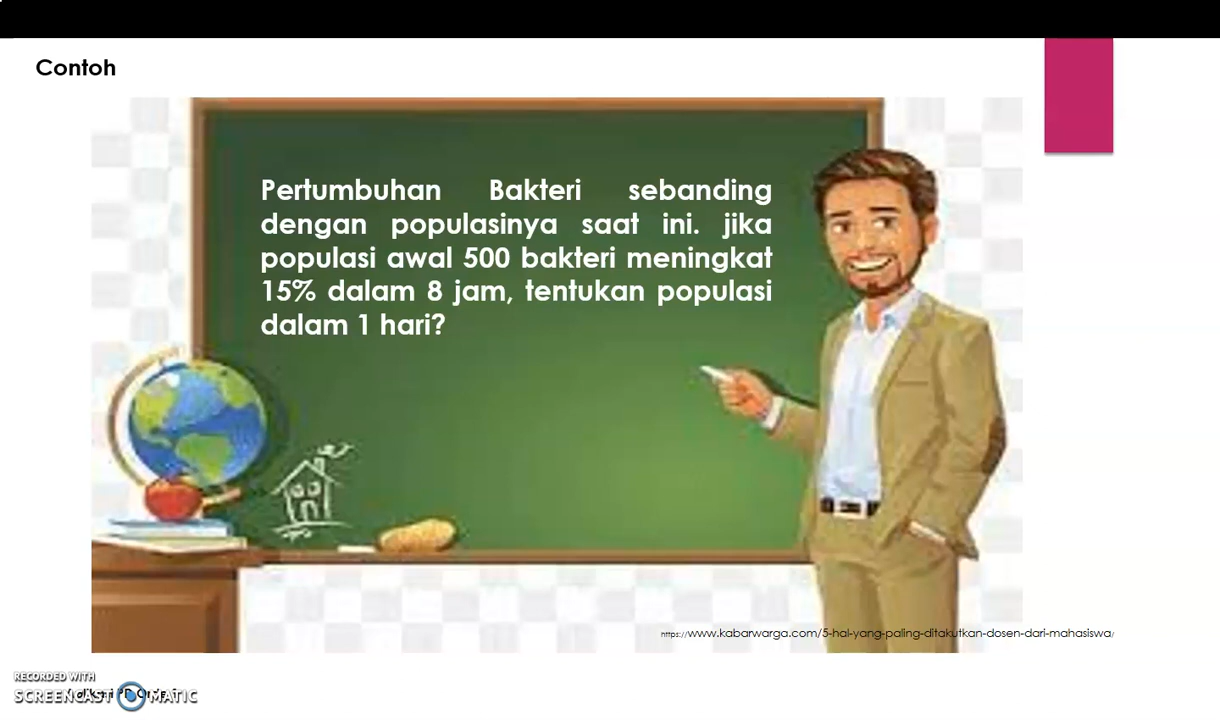 Contoh
Pertumbuhan Bakteri sebanding
dengan populasinya saat ini. jika
populasi awal 500 bakteri meningkat
15% dalam 8 jam, tentukan populasi
dalam 1 hari?
https://www.kabarwarga.com/5-hal-yang-paling-ditakutkan-dosen-dari-mahasiswa/
RECORDED WITH
SCREENCAST MATIC